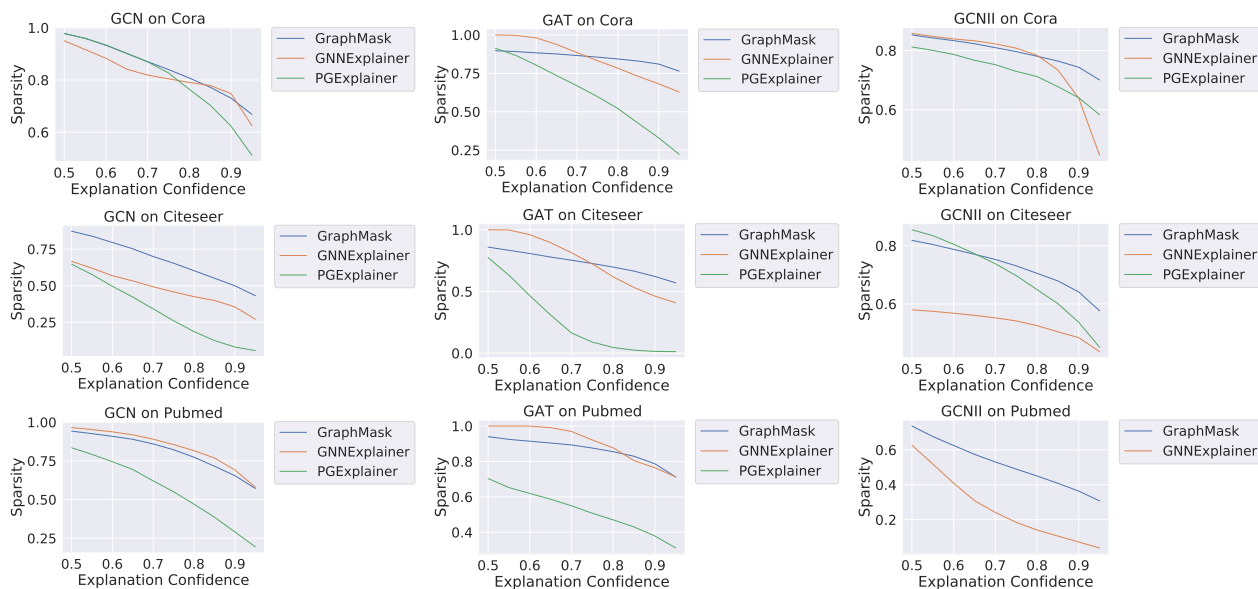 GCN on Cora
1.0
0.8
0.6
Sparsity
0.5 0.6 0.7 0.8 0.9
Explanation Confidence
GraphMask
GNNExplainer
PGExplainer
GAT on Cora
1.00
0.75
0.50
0.25
Sparsity
0.5 0.6 0.7 0.8 0.9
Explanation Confidence
GraphMask
GNNExplainer
PGExplainer
GCNII on Cora
0.8
0.6
Sparsity
0.5 0.6 0.7 0.8 0.9
Explanation Confidence
GraphMask
GNNExplainer
PGExplainer
GCN on Citeseer
0.75
0.50
0.25
Sparsity
0.5 0.6 0.7 0.8 0.9
Explanation Confidence
GraphMask
GNNExplainer
PGExplainer
GAT on Citeseer
1.0
0.5
0.0
Sparsity
0.5 0.6 0.7 0.8 0.9
Explanation Confidence
GraphMask
GNNExplainer
PGExplainer
GCNII on Citeseer
0.8
0.6
Sparsity
0.5 0.6 0.7 0.8 0.9
Explanation Confidence
GraphMask
GNNExplainer
PGExplainer
GCN on Pubmed
1.00
0.75
0.50
0.25
Sparsity
0.5 0.6 0.7 0.8 0.9
Explanation Confidence
GraphMask
GNNExplainer
PGExplainer
GAT on Pubmed
1.0
0.8
0.6
0.4
Sparsity
0.5 0.6 0.7 0.8 0.9
Explanation Confidence
GraphMask
GNNExplainer
PGExplainer
GCNII on Pubmed
0.6
0.4
0.2
Sparsity
0.5 0.6 0.7 0.8 0.9
Explanation Confidence
GraphMask
GNNExplainer